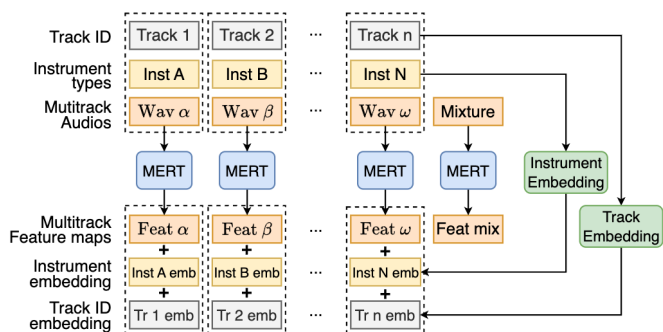 Track ID
Track 1
Track 2
...
Track n
Instrument
types
Inst A
Inst B
Inst N
Mutitrack
Audios
Wav α
Wav β
...
Wav ω
Mixture
MERT
MERT
MERT
MERT
Instrument
Embedding
Track
Embedding
Multitrack
Feature maps
Feat α
Feat β
...
Feat ω
Feat mix
+
+
+
Instrument
embedding
Inst A emb
Inst B emb
Inst N emb
+
+
+
Track ID
embedding
Tr 1 emb
Tr 2 emb
...
Tr n emb